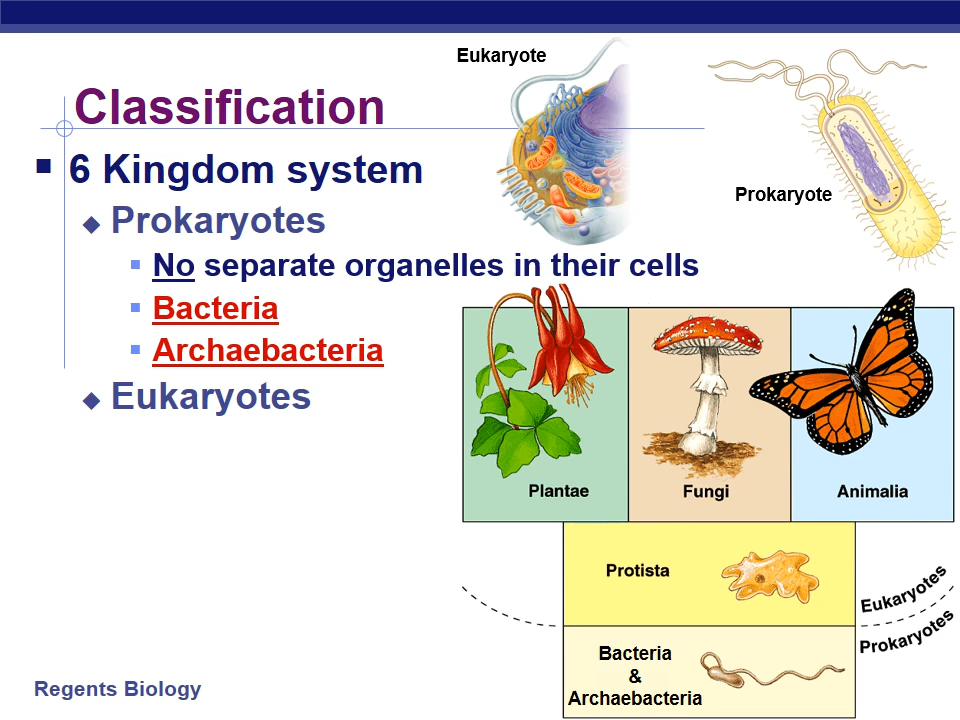 Classification
6 Kingdom system
Prokaryotes
No separate organelles in their cells
Bacteria
Archaebacteria
Eukaryotes
Eukaryote
Prokaryote
Plantae
Fungi
Animalia
Protista
Eukaryotes
Prokaryotes
Bacteria
&
Archaebacteria
Regents Biology